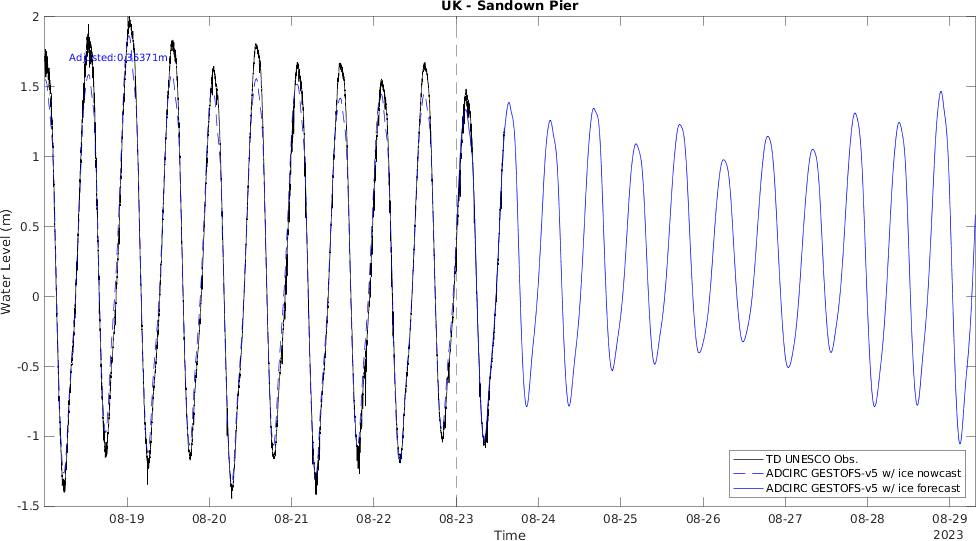 UK - Sandown Pier
Adjusted:0.35371m
2
1.5
1
0.5
0
-0.5
-1
-1.5
Water Level (m)
08-19 08-20 08-21 08-22 08-23 08-24 08-25 08-26 08-27 08-28 08-29
Time
2023
TD UNESCO Obs.
ADCIRC GESTOFS-v5 w/ ice nowcast
ADCIRC GESTOFS-v5 w/ ice forecast